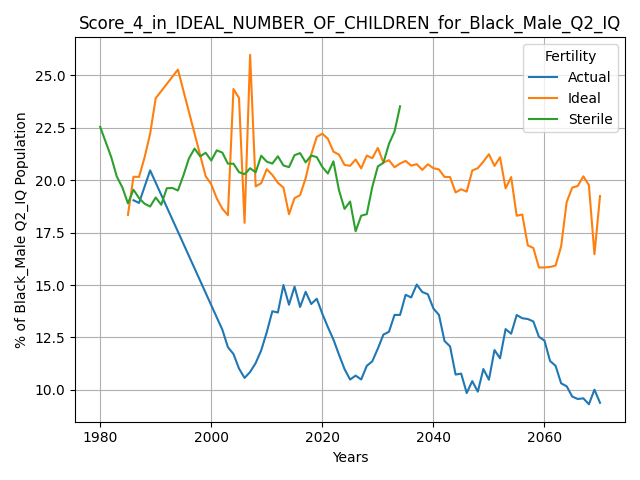 Score_4_in_IDEAL_NUMBER_OF_CHILDREN_for_Black_Male_Q2_IQ
Fertility
Actual
Ideal
Sterile
% of Black_Male Q2_IQ Population
25.0
22.5
20.0
17.5
15.0
12.5
10.0
1980 2000 2020 2040 2060
Years